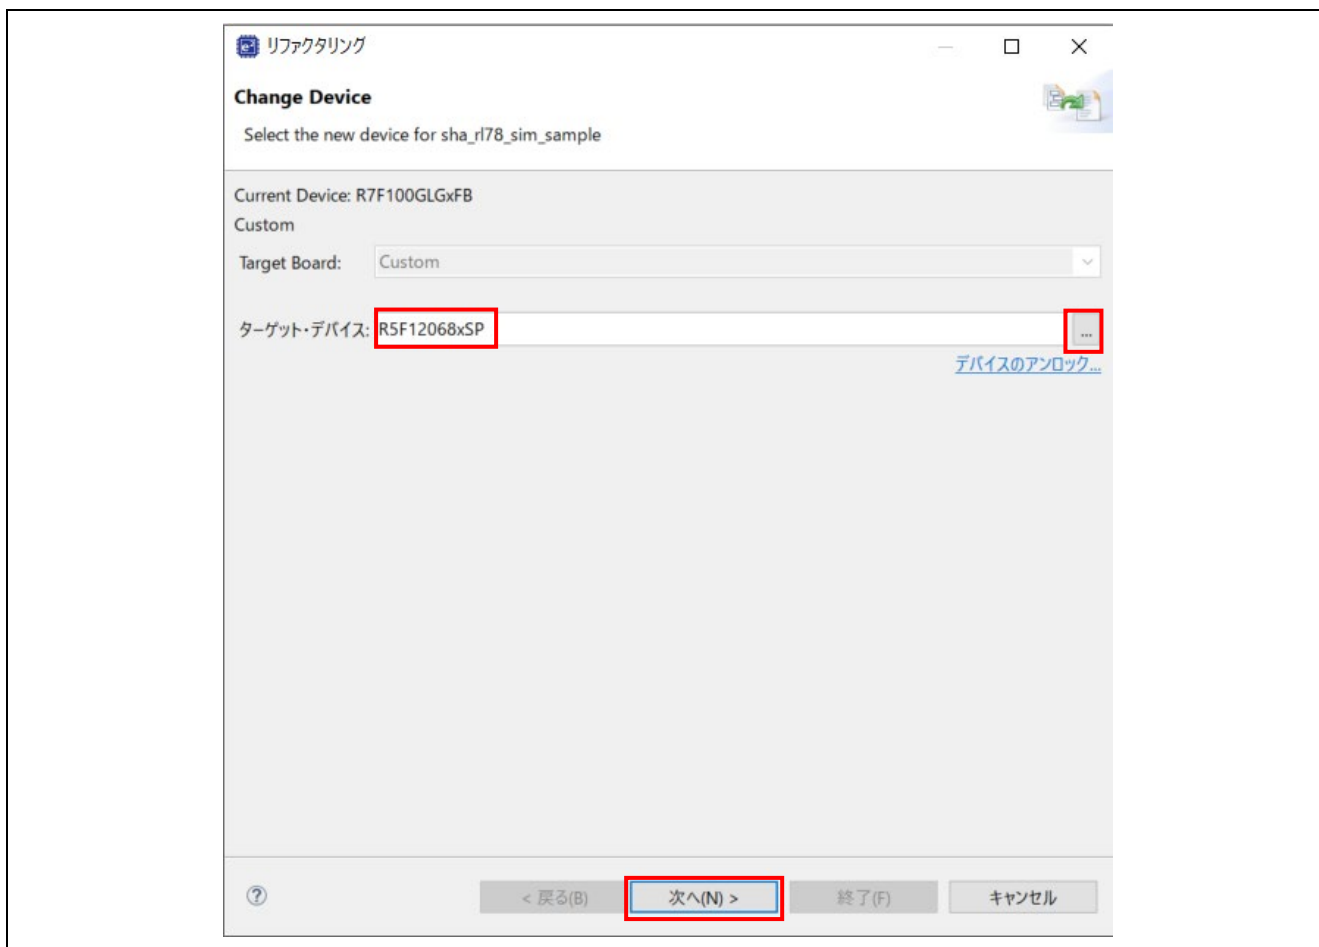 リファクタリング
Change Device
Select the new device for sha_rl78_sim_sample
Current Device: R7F100GLGxFB
Custom
Target Board: Custom
ターゲット・デバイス: R5F12068xSP ...
デバイスのアンロック...
< 戻る(B) 次へ(N) > 終了(F) キャンセル